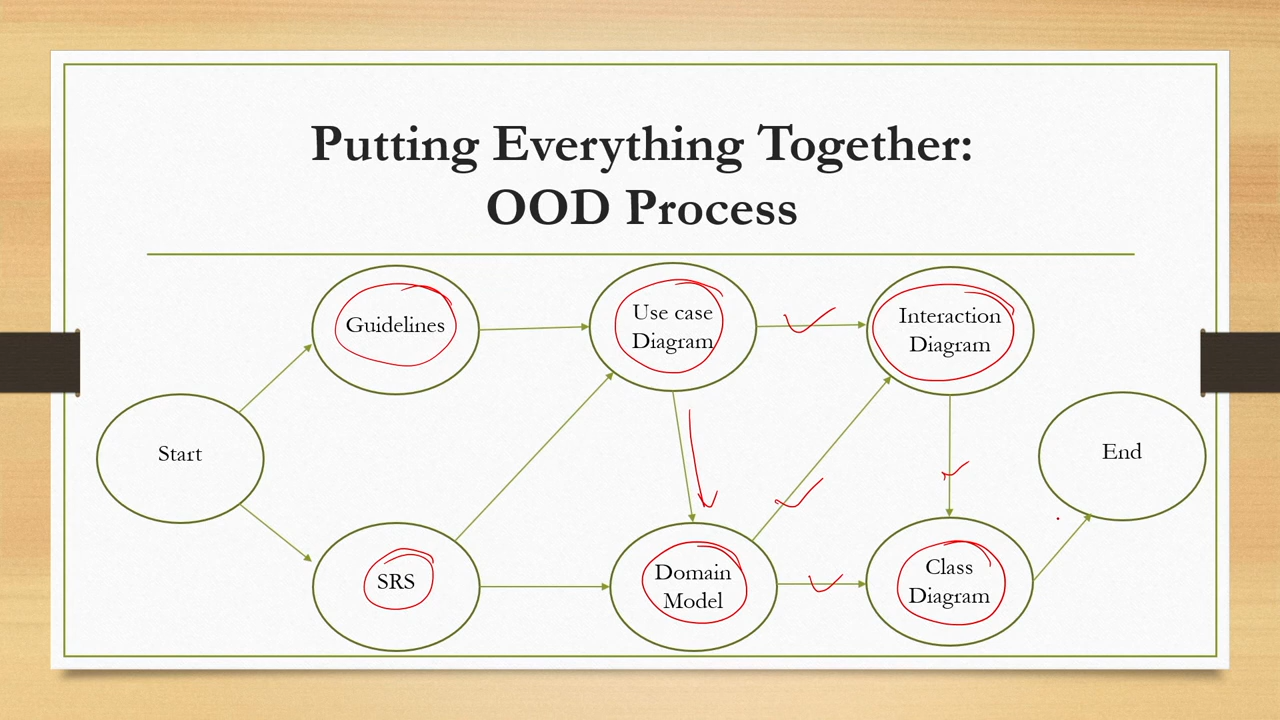 Putting Everything Together:
OOD Process
Guidelines
Use case
Diagram
Interaction
Diagram
Start
End
SRS
Domain
Model
Class
Diagram